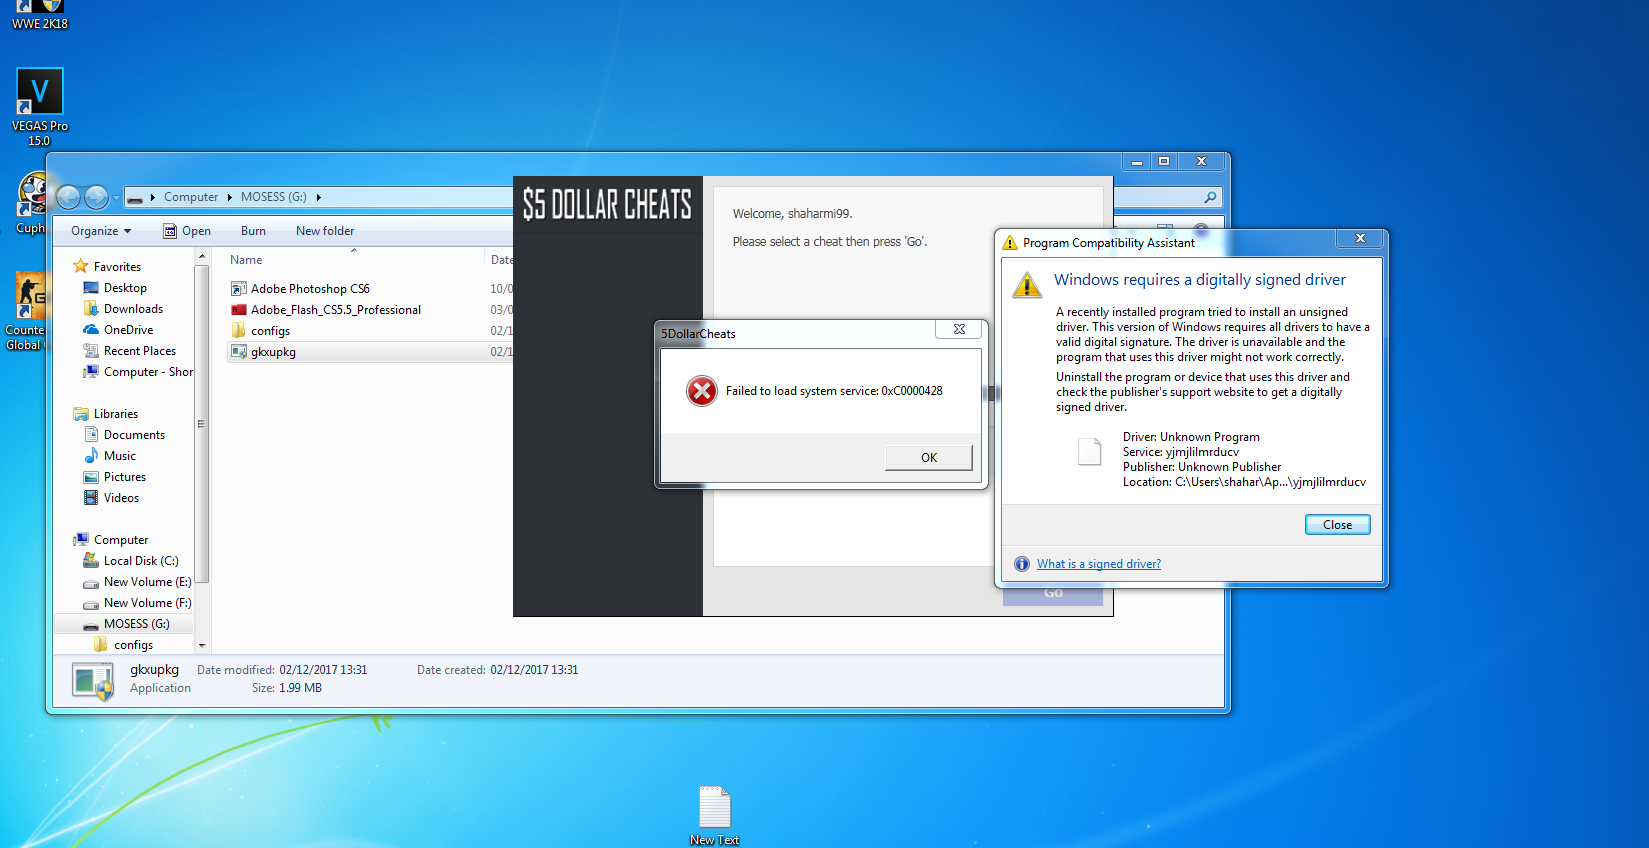 WWE 2K18
VEGAS Pro
15.0
Cuph
Counte
Global
Computer
MOSESS (G:)
Organize
Open
Burn
New folder
Favorites
Desktop
Downloads
OneDrive
Recent Places
Computer - Shor
Libraries
Documents
Music
Pictures
Videos
Computer
Local Disk (C:)
New Volume (E:)
New Volume (F:)
MOSESS (G:)
configs
Name
Date
Adobe Photoshop CS6
10/0
Adobe_Flash_CS5.5_Professional
03/0
configs
02/1
gkxupkg
02/1
$5 DOLLAR CHEATS
Welcome, shaharmi99.
Please select a cheat then press 'Go'.
Go
5DollarCheats
Failed to load system service: 0xC0000428
OK
Program Compatibility Assistant
Windows requires a digitally signed driver
A recently installed program tried to install an unsigned
driver. This version of Windows requires all drivers to have a
valid digital signature. The driver is unavailable and the
program that uses this driver might not work correctly.
Uninstall the program or device that uses this driver and
check the publisher's support website to get a digitally
signed driver.
Driver: Unknown Program
Service: yjmjlilmrducv
Publisher: Unknown Publisher
Location: C:\Users\shahar\Ap...\yjmjlilmrducv
Close
What is a signed driver?
gkxupkg
Date modified: 02/12/2017 13:31
Date created: 02/12/2017 13:31
Application
Size: 1.99 MB
New Text